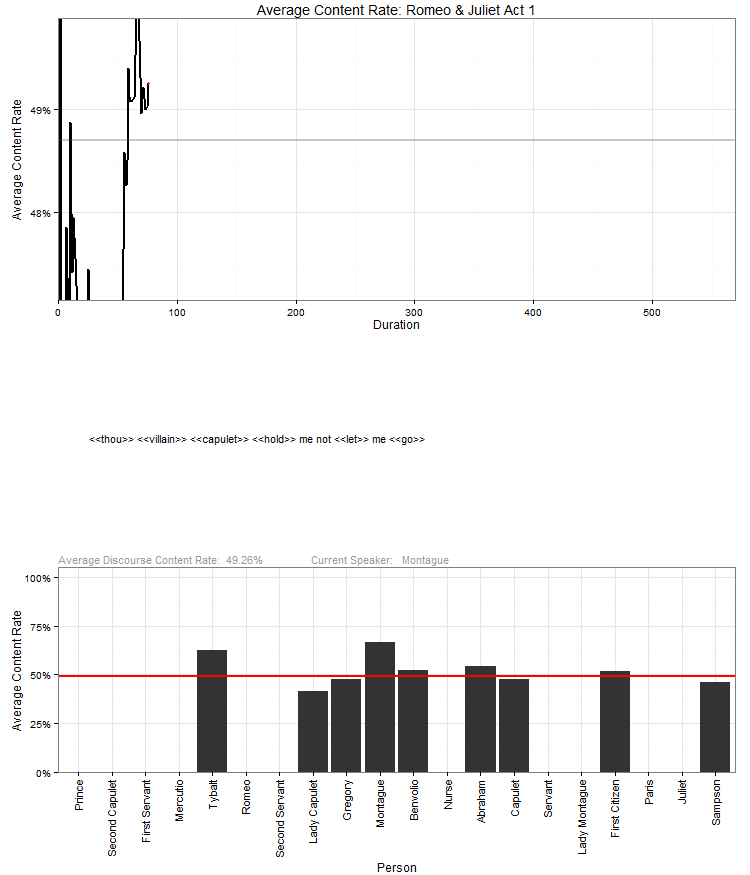 Average Content Rate: Romeo & Juliet Act 1
Average Content Rate
49%
48%
0 100 200 300 400 500
Duration
<<thou>> <<villain>> <<capulet>> <<hold>> me not <<let>> me <<go>>
Average Discourse Content Rate: 49.26% Current Speaker: Montague
Average Content Rate
100%
75%
50%
25%
0%
Prince
Second Capulet
First Servant
Mercutio
Tybalt
Romeo
Second Servant
Lady Capulet
Gregory
Montague
Benvolio
Nurse
Abraham
Capulet
Servant
Lady Montague
First Citizen
Paris
Juliet
Sampson
Person